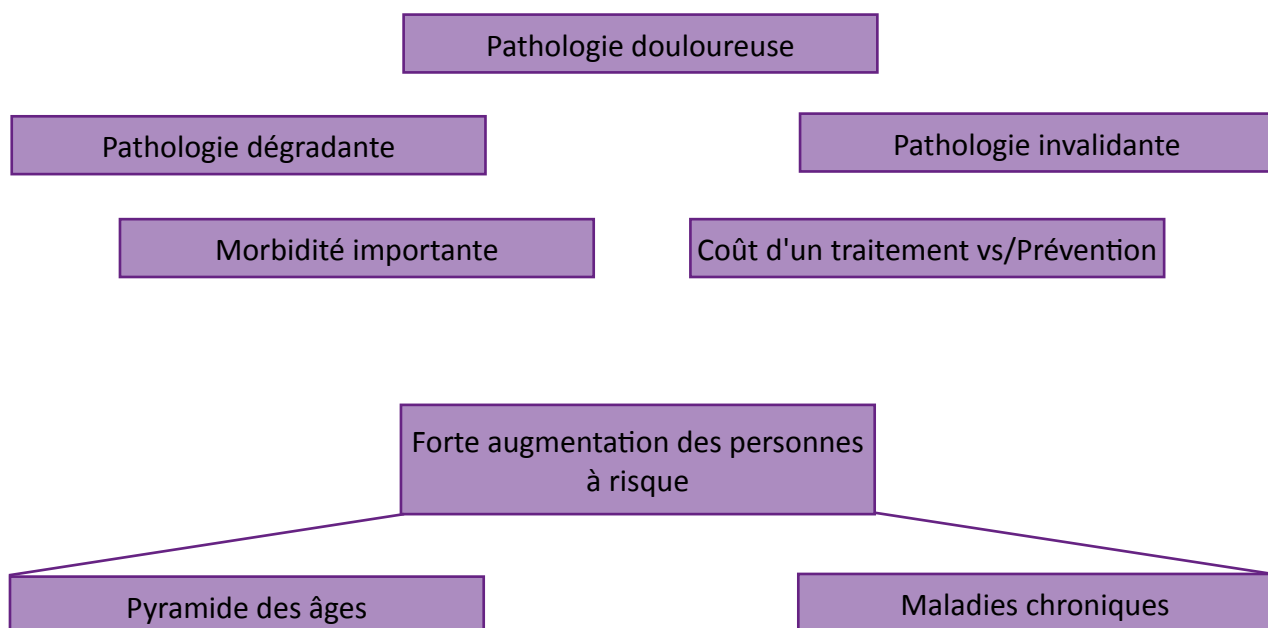 Pathologie douloureuse
Pathologie dégradante
Pathologie invalidante
Morbidité importante
Coût d'un traitement vs/Prévention
Forte augmentation des personnes
à risque
Pyramide des âges
Maladies chroniques